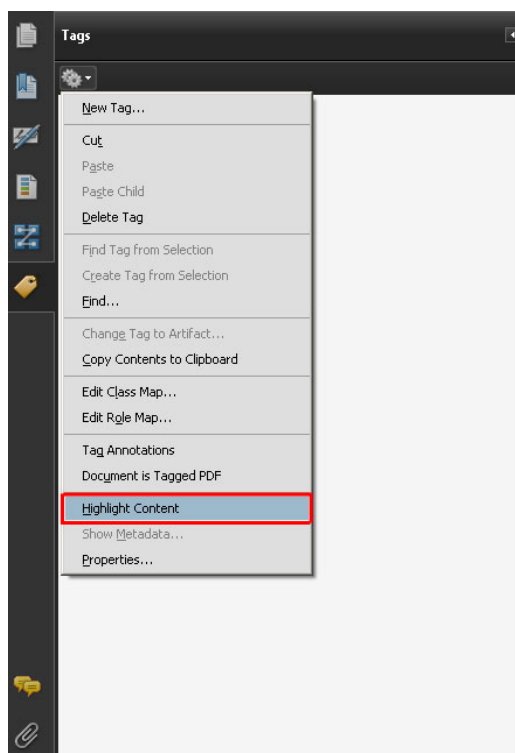 Tags
New Tag...
Cut
Paste
Paste Child
Delete Tag
Find Tag from Selection
Create Tag from Selection
Find...
Change Tag to Artifact...
Copy Contents to Clipboard
Edit Class Map...
Edit Role Map...
Tag Annotations
Document is Tagged PDF
Highlight Content
Show Metadata...
Properties...